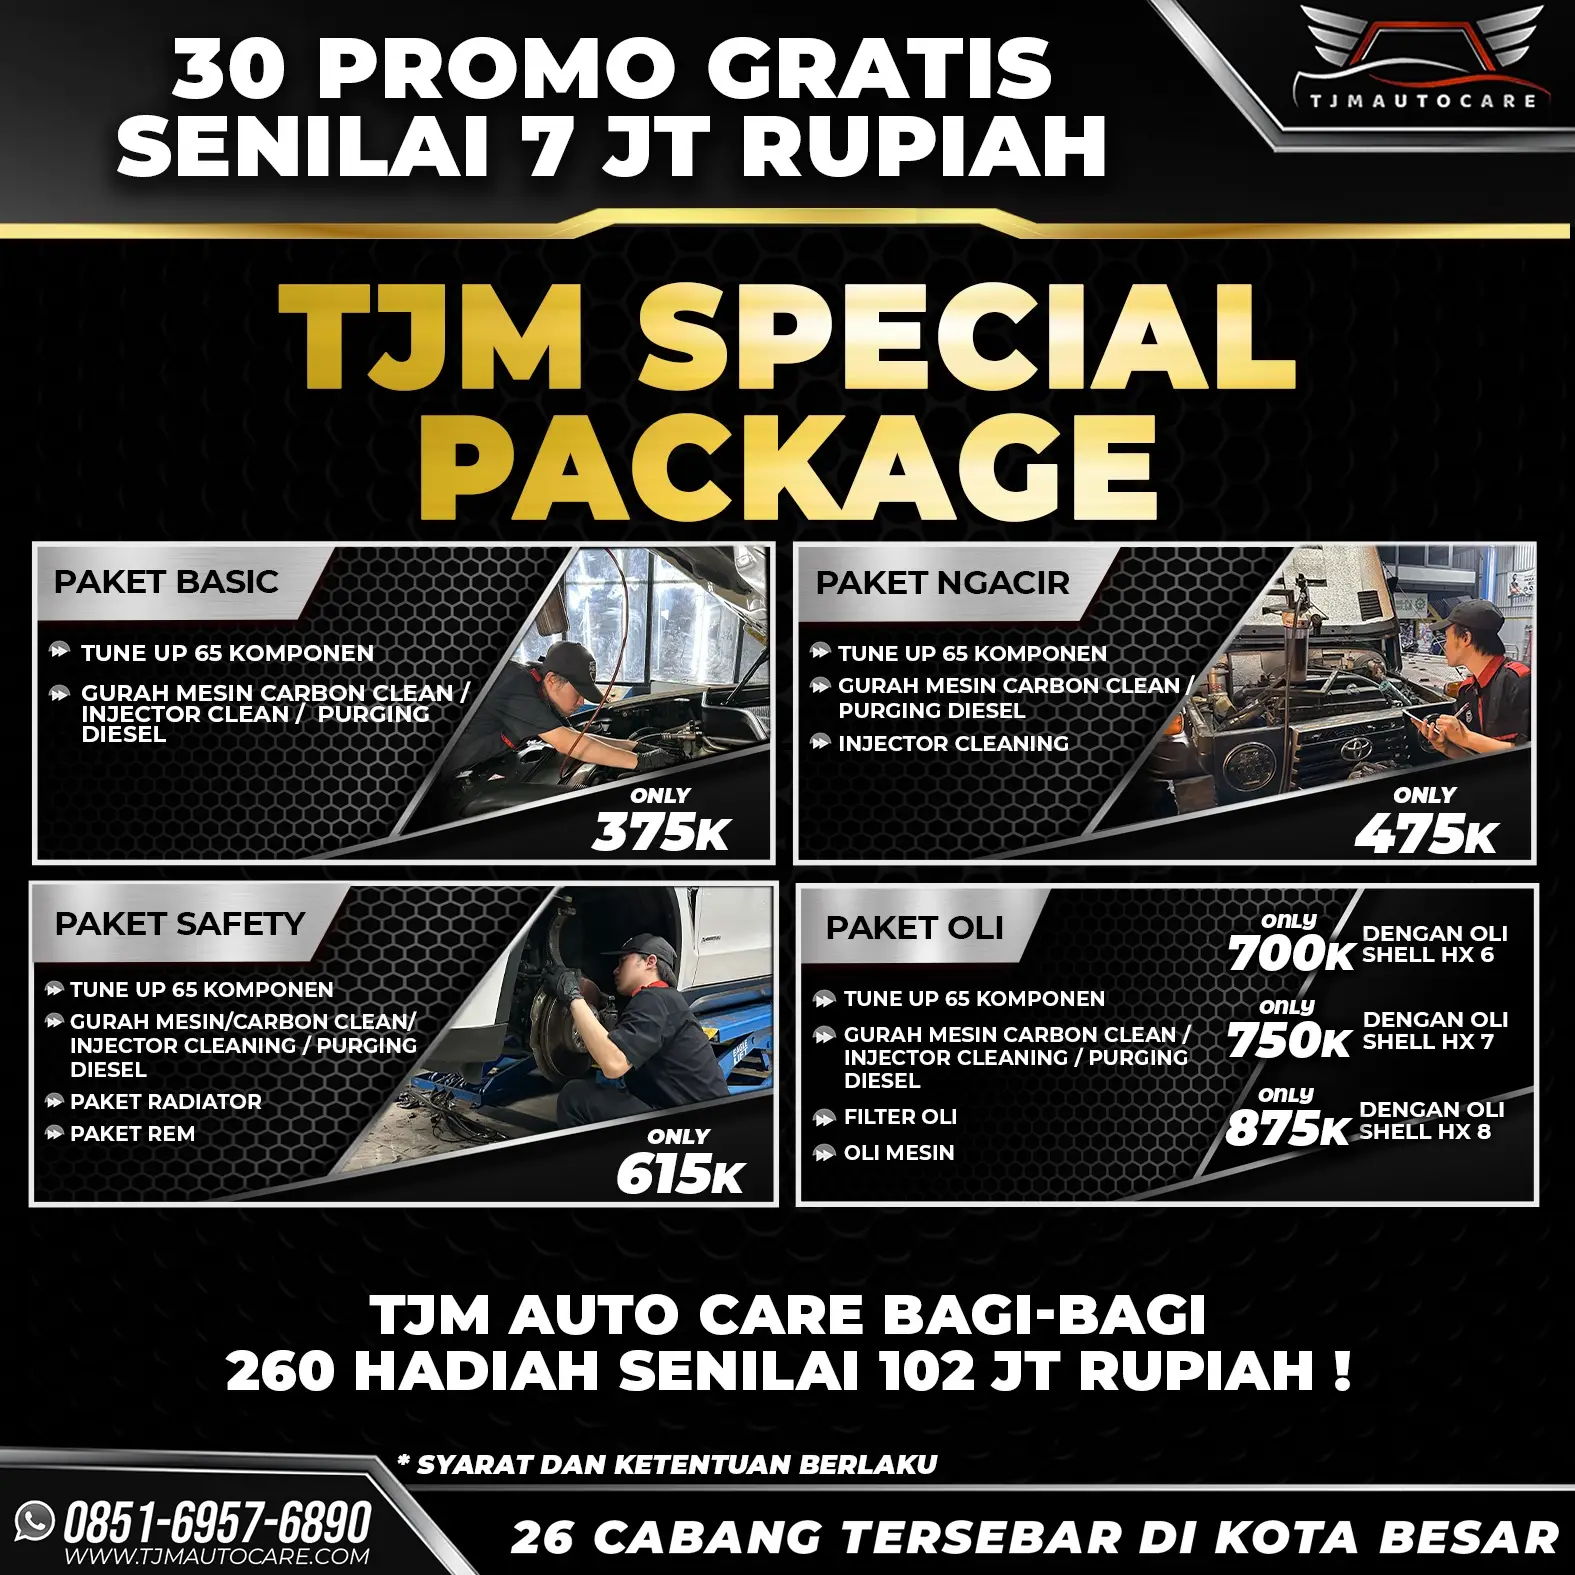 30 PROMO GRATIS
SENILAI 7 JT RUPIAH
TJMAUTOCARE
TJM SPECIAL
PACKAGE
PAKET BASIC
TUNE UP 65 KOMPONEN
GURAH MESIN CARBON CLEAN /
INJECTOR CLEAN / PURGING
DIESEL
ONLY
375K
PAKET NGACIR
TUNE UP 65 KOMPONEN
GURAH MESIN CARBON CLEAN /
PURGING DIESEL
INJECTOR CLEANING
ONLY
475K
PAKET SAFETY
TUNE UP 65 KOMPONEN
GURAH MESIN/CARBON CLEAN/
INJECTOR CLEANING / PURGING
DIESEL
PAKET RADIATOR
PAKET REM
EAGLE
LIFT
ONLY
615K
PAKET OLI
TUNE UP 65 KOMPONEN
GURAH MESIN CARBON CLEAN /
INJECTOR CLEANING / PURGING
DIESEL
FILTER OLI
OLI MESIN
ONLY
700K
DENGAN OLI
SHELL HX 6
ONLY
750K
DENGAN OLI
SHELL HX 7
ONLY
875K
DENGAN OLI
SHELL HX 8
TJM AUTO CARE BAGI-BAGI
260 HADIAH SENILAI 102 JT RUPIAH !
* SYARAT DAN KETENTUAN BERLAKU
0851-6957-6890
WWW.TJMAUTOCARE.COM
26 CABANG TERSEBAR DI KOTA BESAR